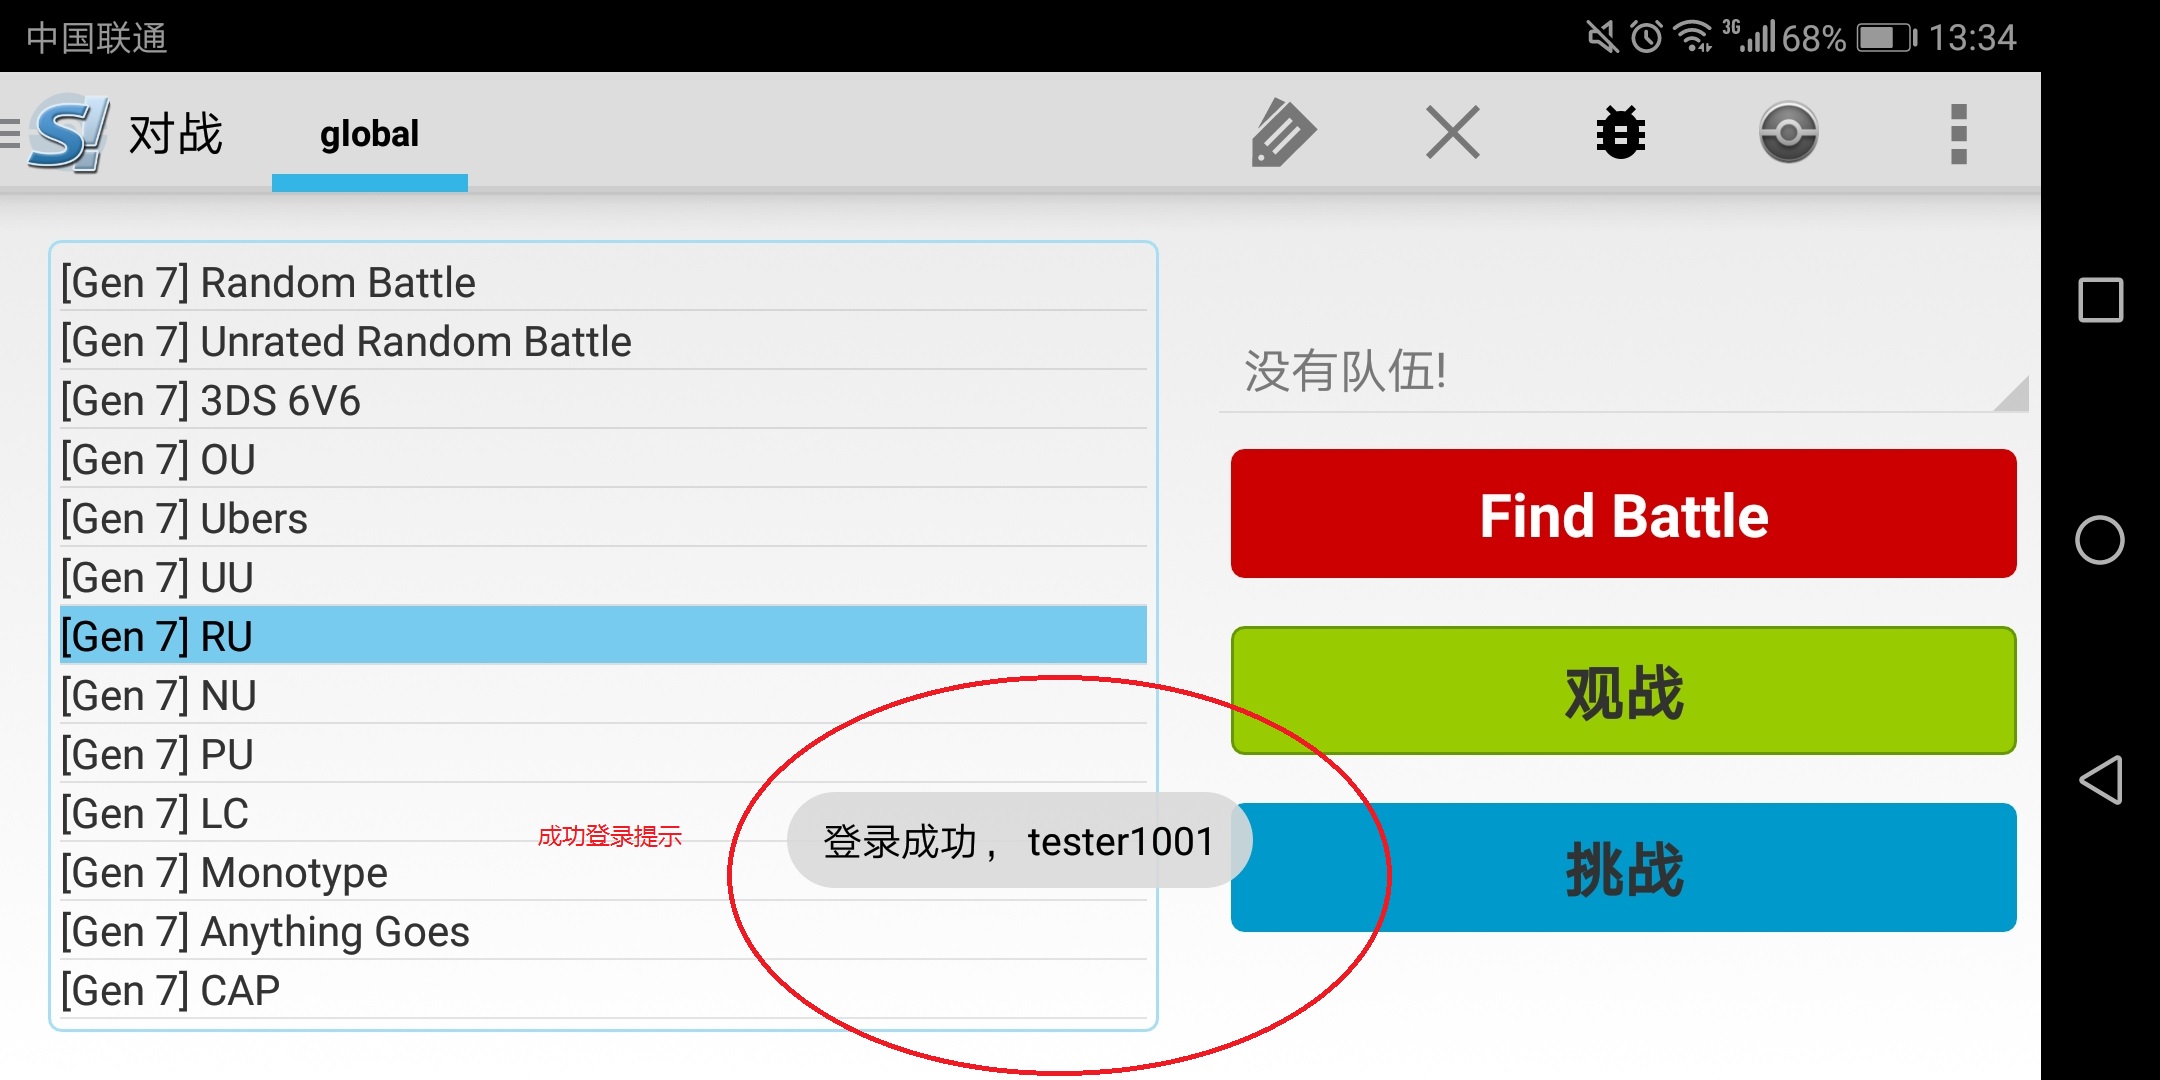 中国联通
3G 68% 13:34
S! 对战 global
[Gen 7] Random Battle
[Gen 7] Unrated Random Battle
[Gen 7] 3DS 6V6
[Gen 7] OU
[Gen 7] Ubers
[Gen 7] UU
[Gen 7] RU
[Gen 7] NU
[Gen 7] PU
[Gen 7] LC
[Gen 7] Monotype
[Gen 7] Anything Goes
[Gen 7] CAP
没有队伍!
Find Battle
观战
挑战
成功登录提示
登录成功， tester1001